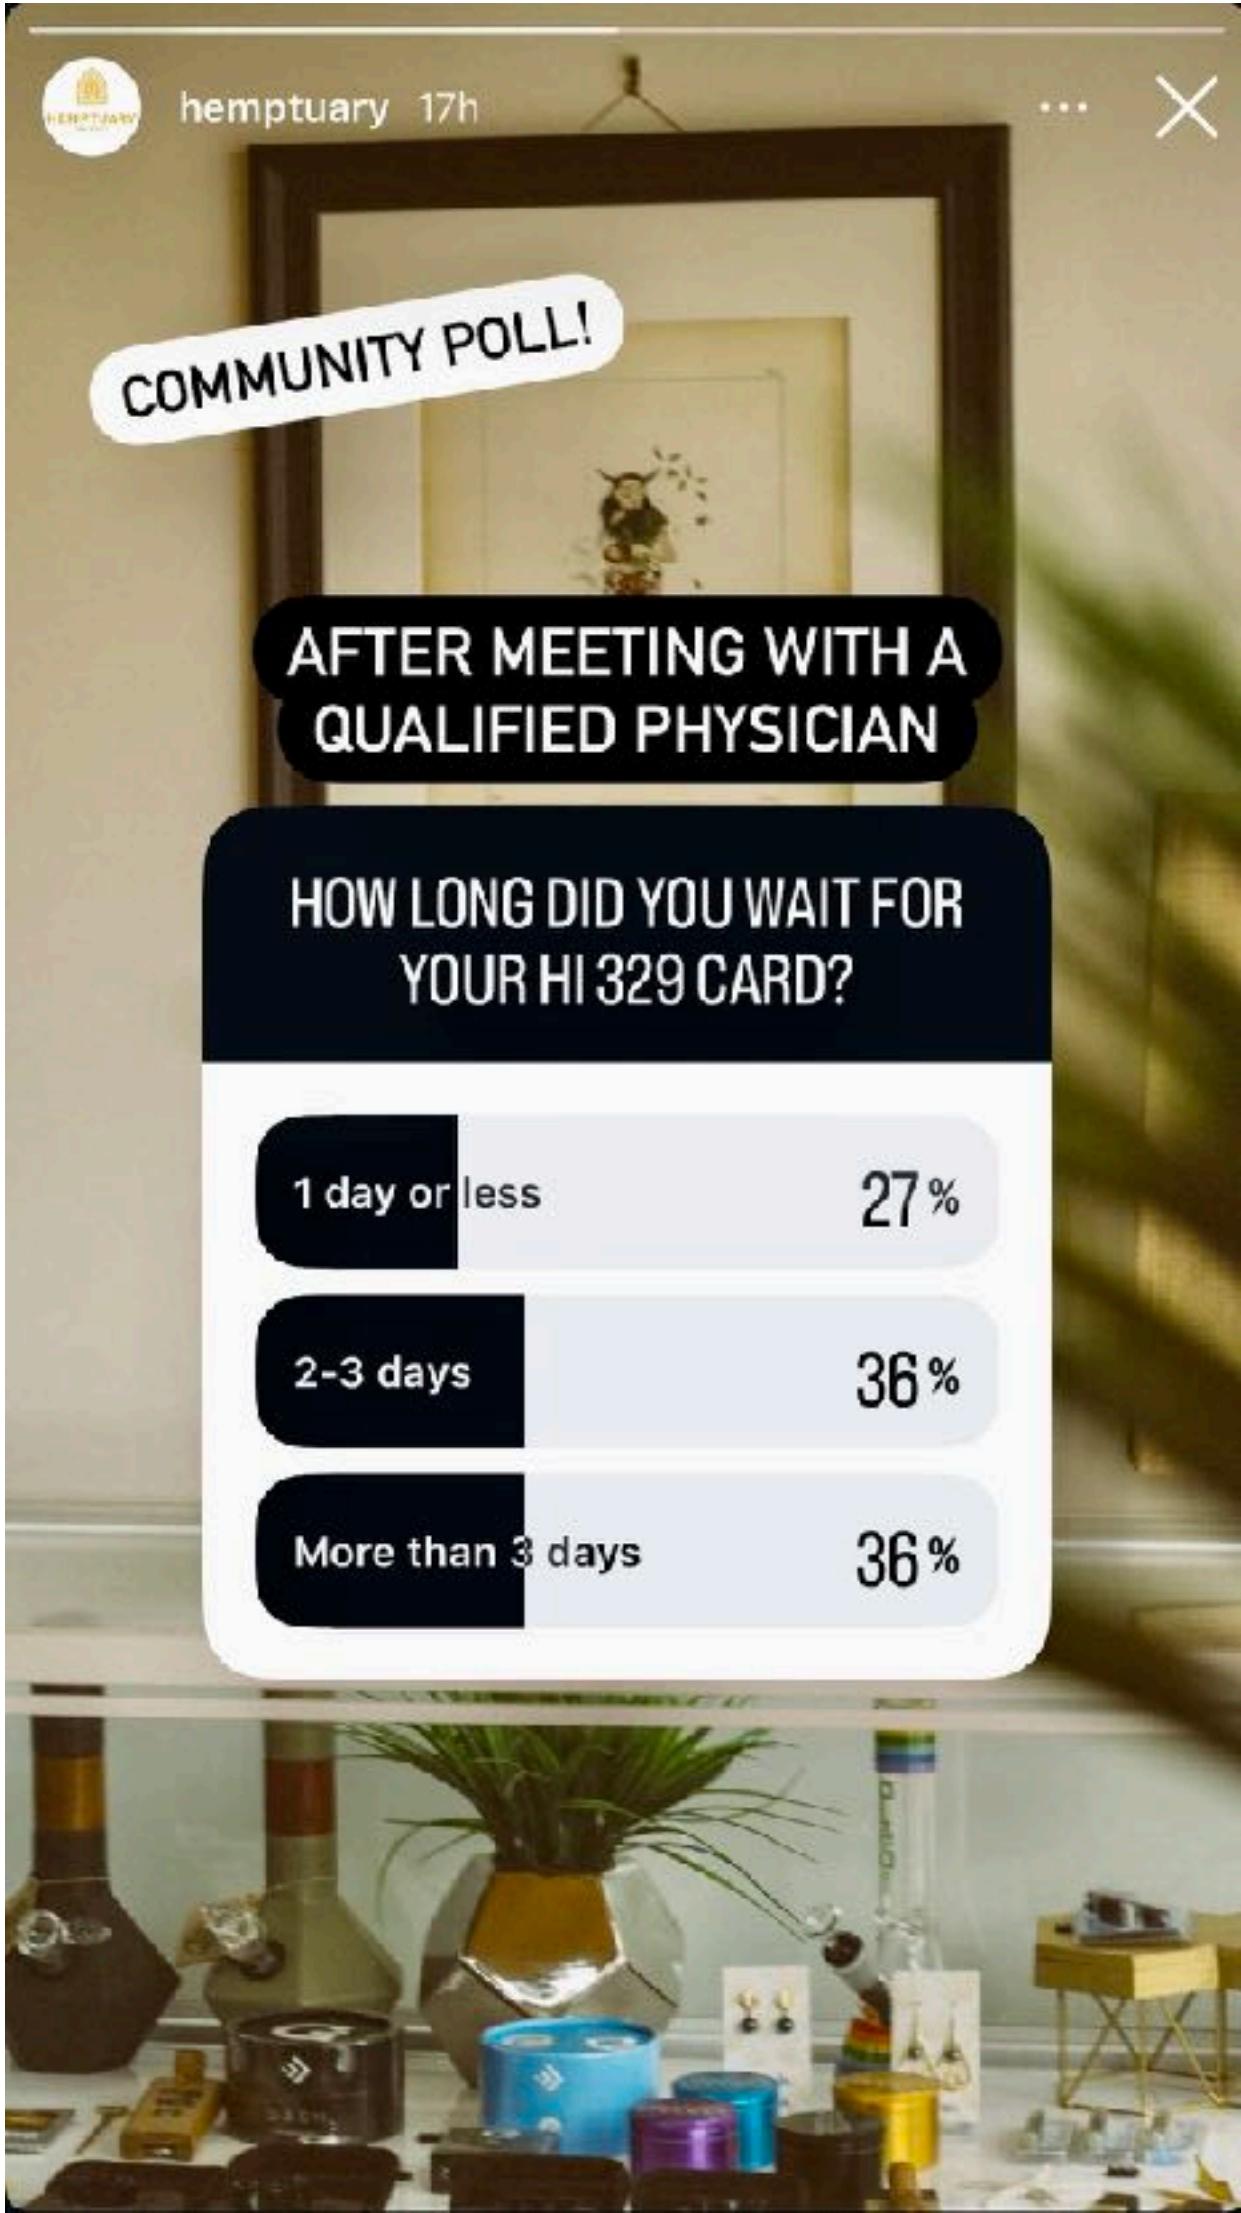 hemptuary 17h
HEMPTUARY
COMMUNITY POLL!
AFTER MEETING WITH A
QUALIFIED PHYSICIAN
HOW LONG DID YOU WAIT FOR
YOUR HI 329 CARD?
1 day or less 27%
2-3 days 36%
More than 3 days 36%